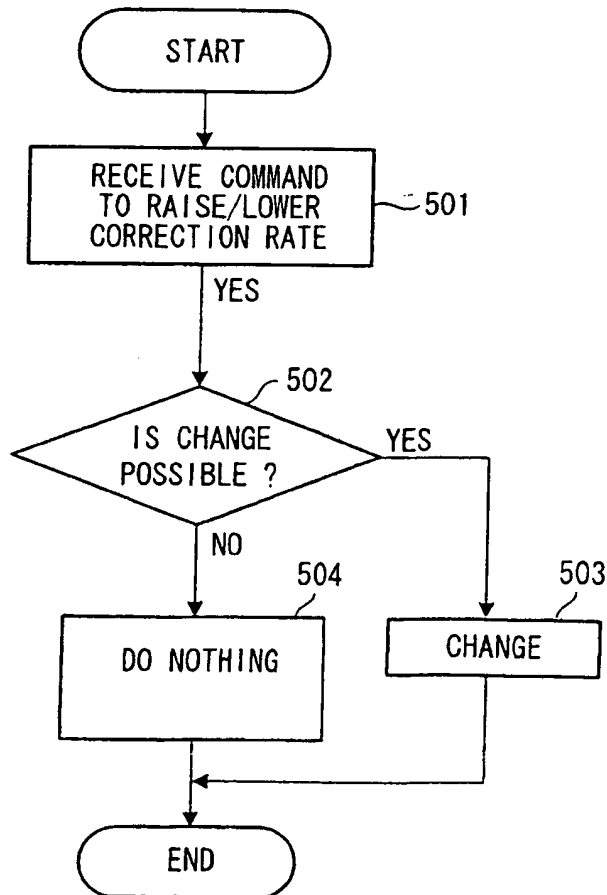 START
RECEIVE COMMAND
TO RAISE/LOWER
CORRECTION RATE
501
YES
502
IS CHANGE
POSSIBLE ?
YES
NO
504
503
DO NOTHING
CHANGE
END